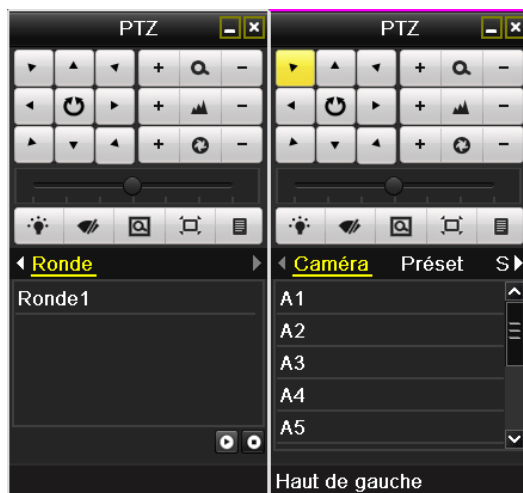 PTZ
Ronde
Ronde1
PTZ
Caméra Préset S
A1
A2
A3
A4
A5
Haut de gauche